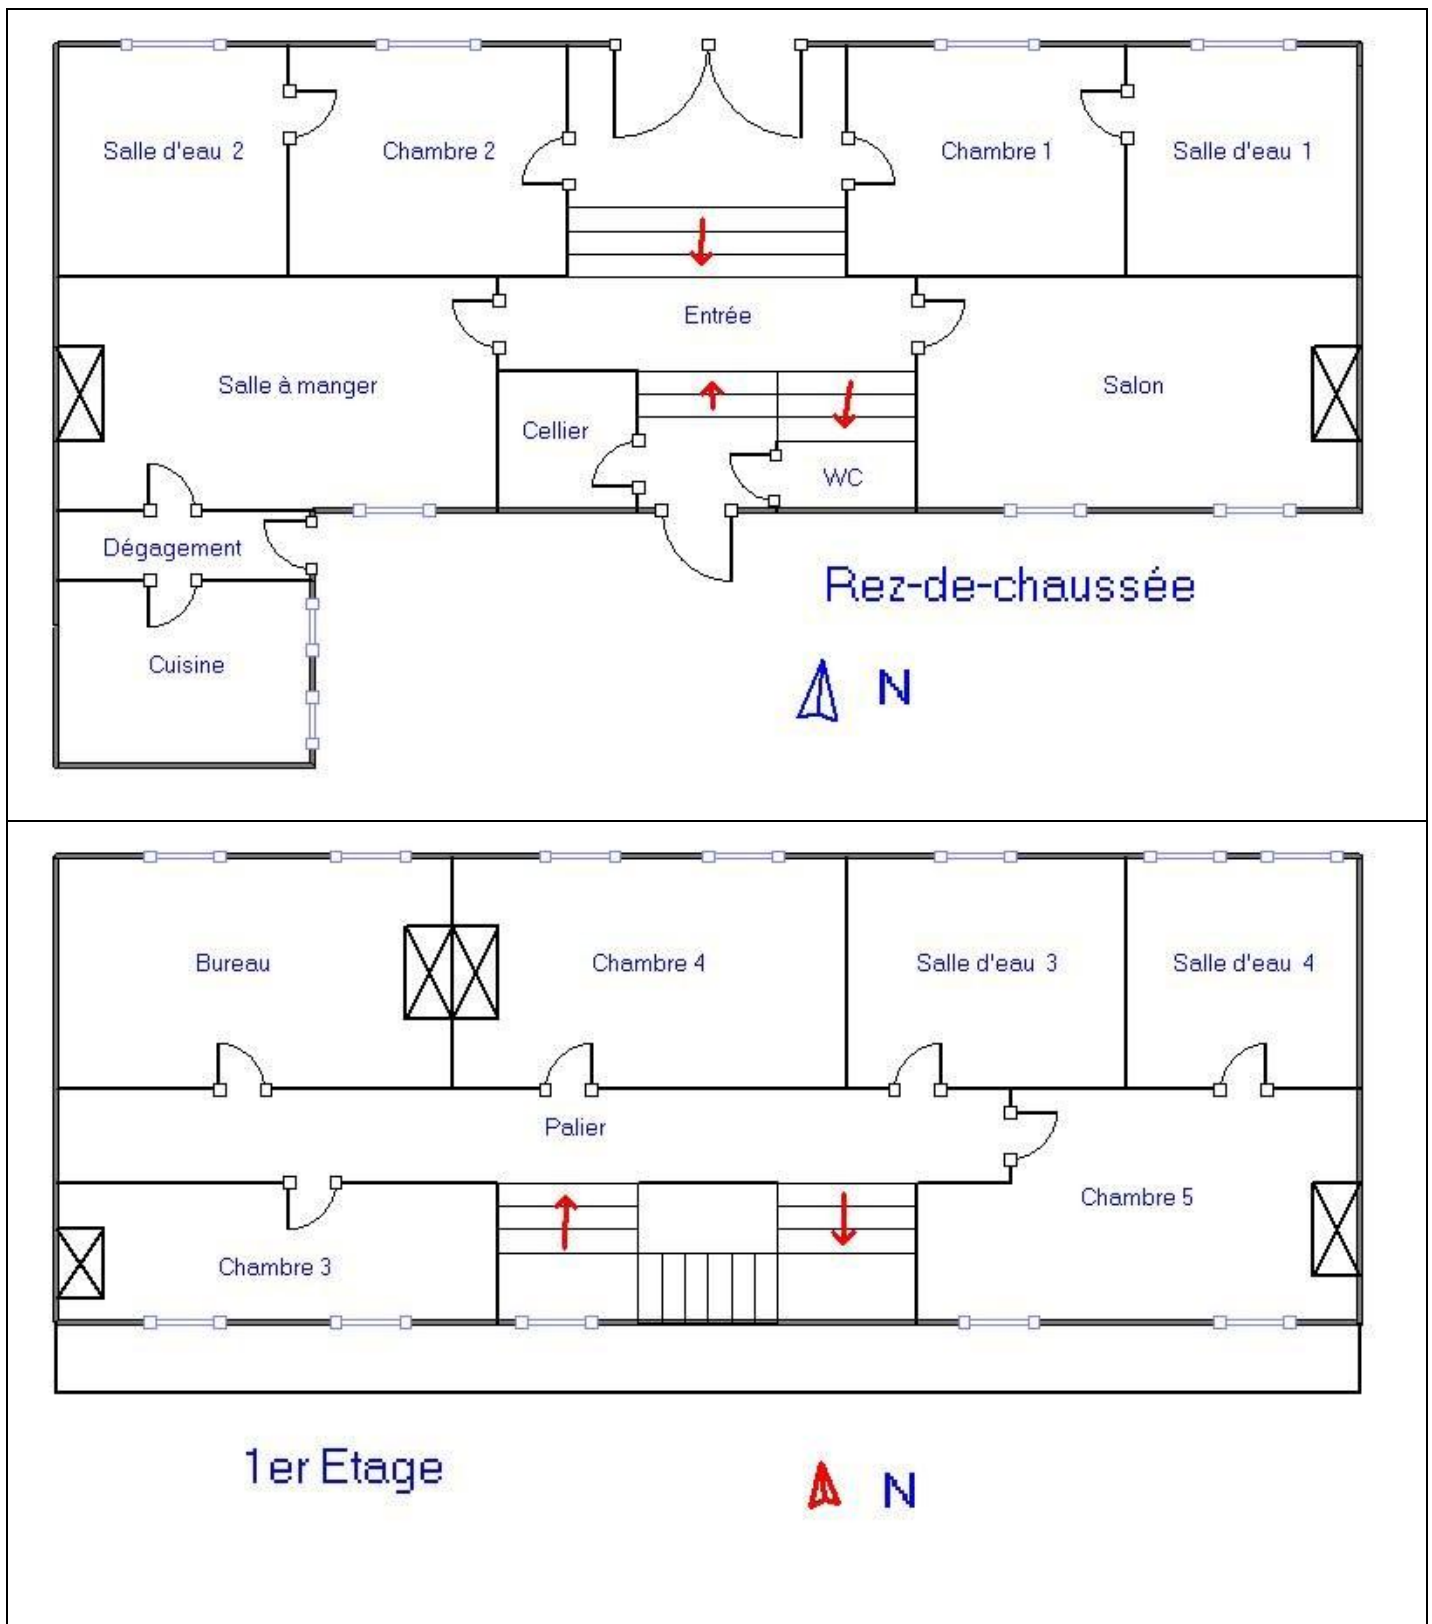 Salle d'eau 2
Chambre 2
Chambre 1
Salle d'eau 1
Entrée
Salle à manger
Salon
Cellier
WC
Dégagement
Rez-de-chaussée
Cuisine
N
Bureau
Chambre 4
Salle d'eau 3
Salle d'eau 4
Palier
Chambre 5
Chambre 3
1er Etage
N